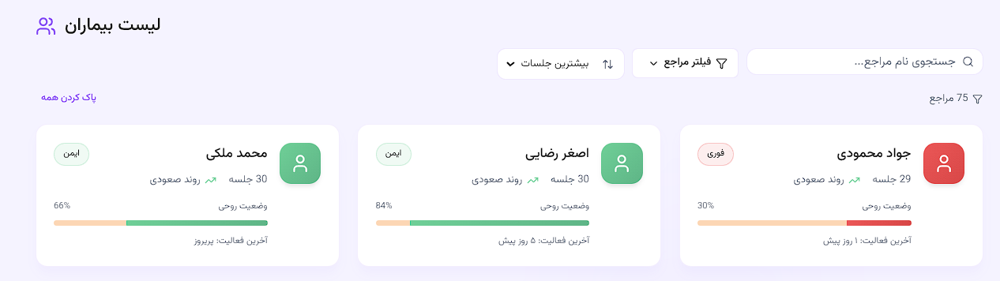 لیست بیماران
جستجوی نام مراجع...
فیلتر مراجع
بیشترین جلسات
75 مراجع
پاک کردن همه
جواد محمودی
فوری
29 جلسه روند صعودی
وضعیت روحی 30%
آخرین فعالیت: ۱ روز پیش
اصغر رضایی
ایمن
30 جلسه روند صعودی
وضعیت روحی 84%
آخرین فعالیت: ۵ روز پیش
محمد ملکی
ایمن
30 جلسه روند صعودی
وضعیت روحی 66%
آخرین فعالیت: پریروز